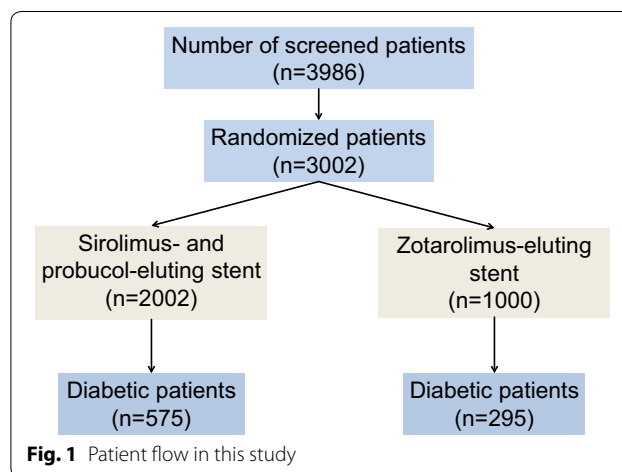 Number of screened patients
(n=3986)
Randomized patients
(n=3002)
Sirolimus- and
probucol-eluting stent
(n=2002)
Zotarolimus-eluting
stent
(n=1000)
Diabetic patients
(n=575)
Diabetic patients
(n=295)
Fig. 1 Patient flow in this study